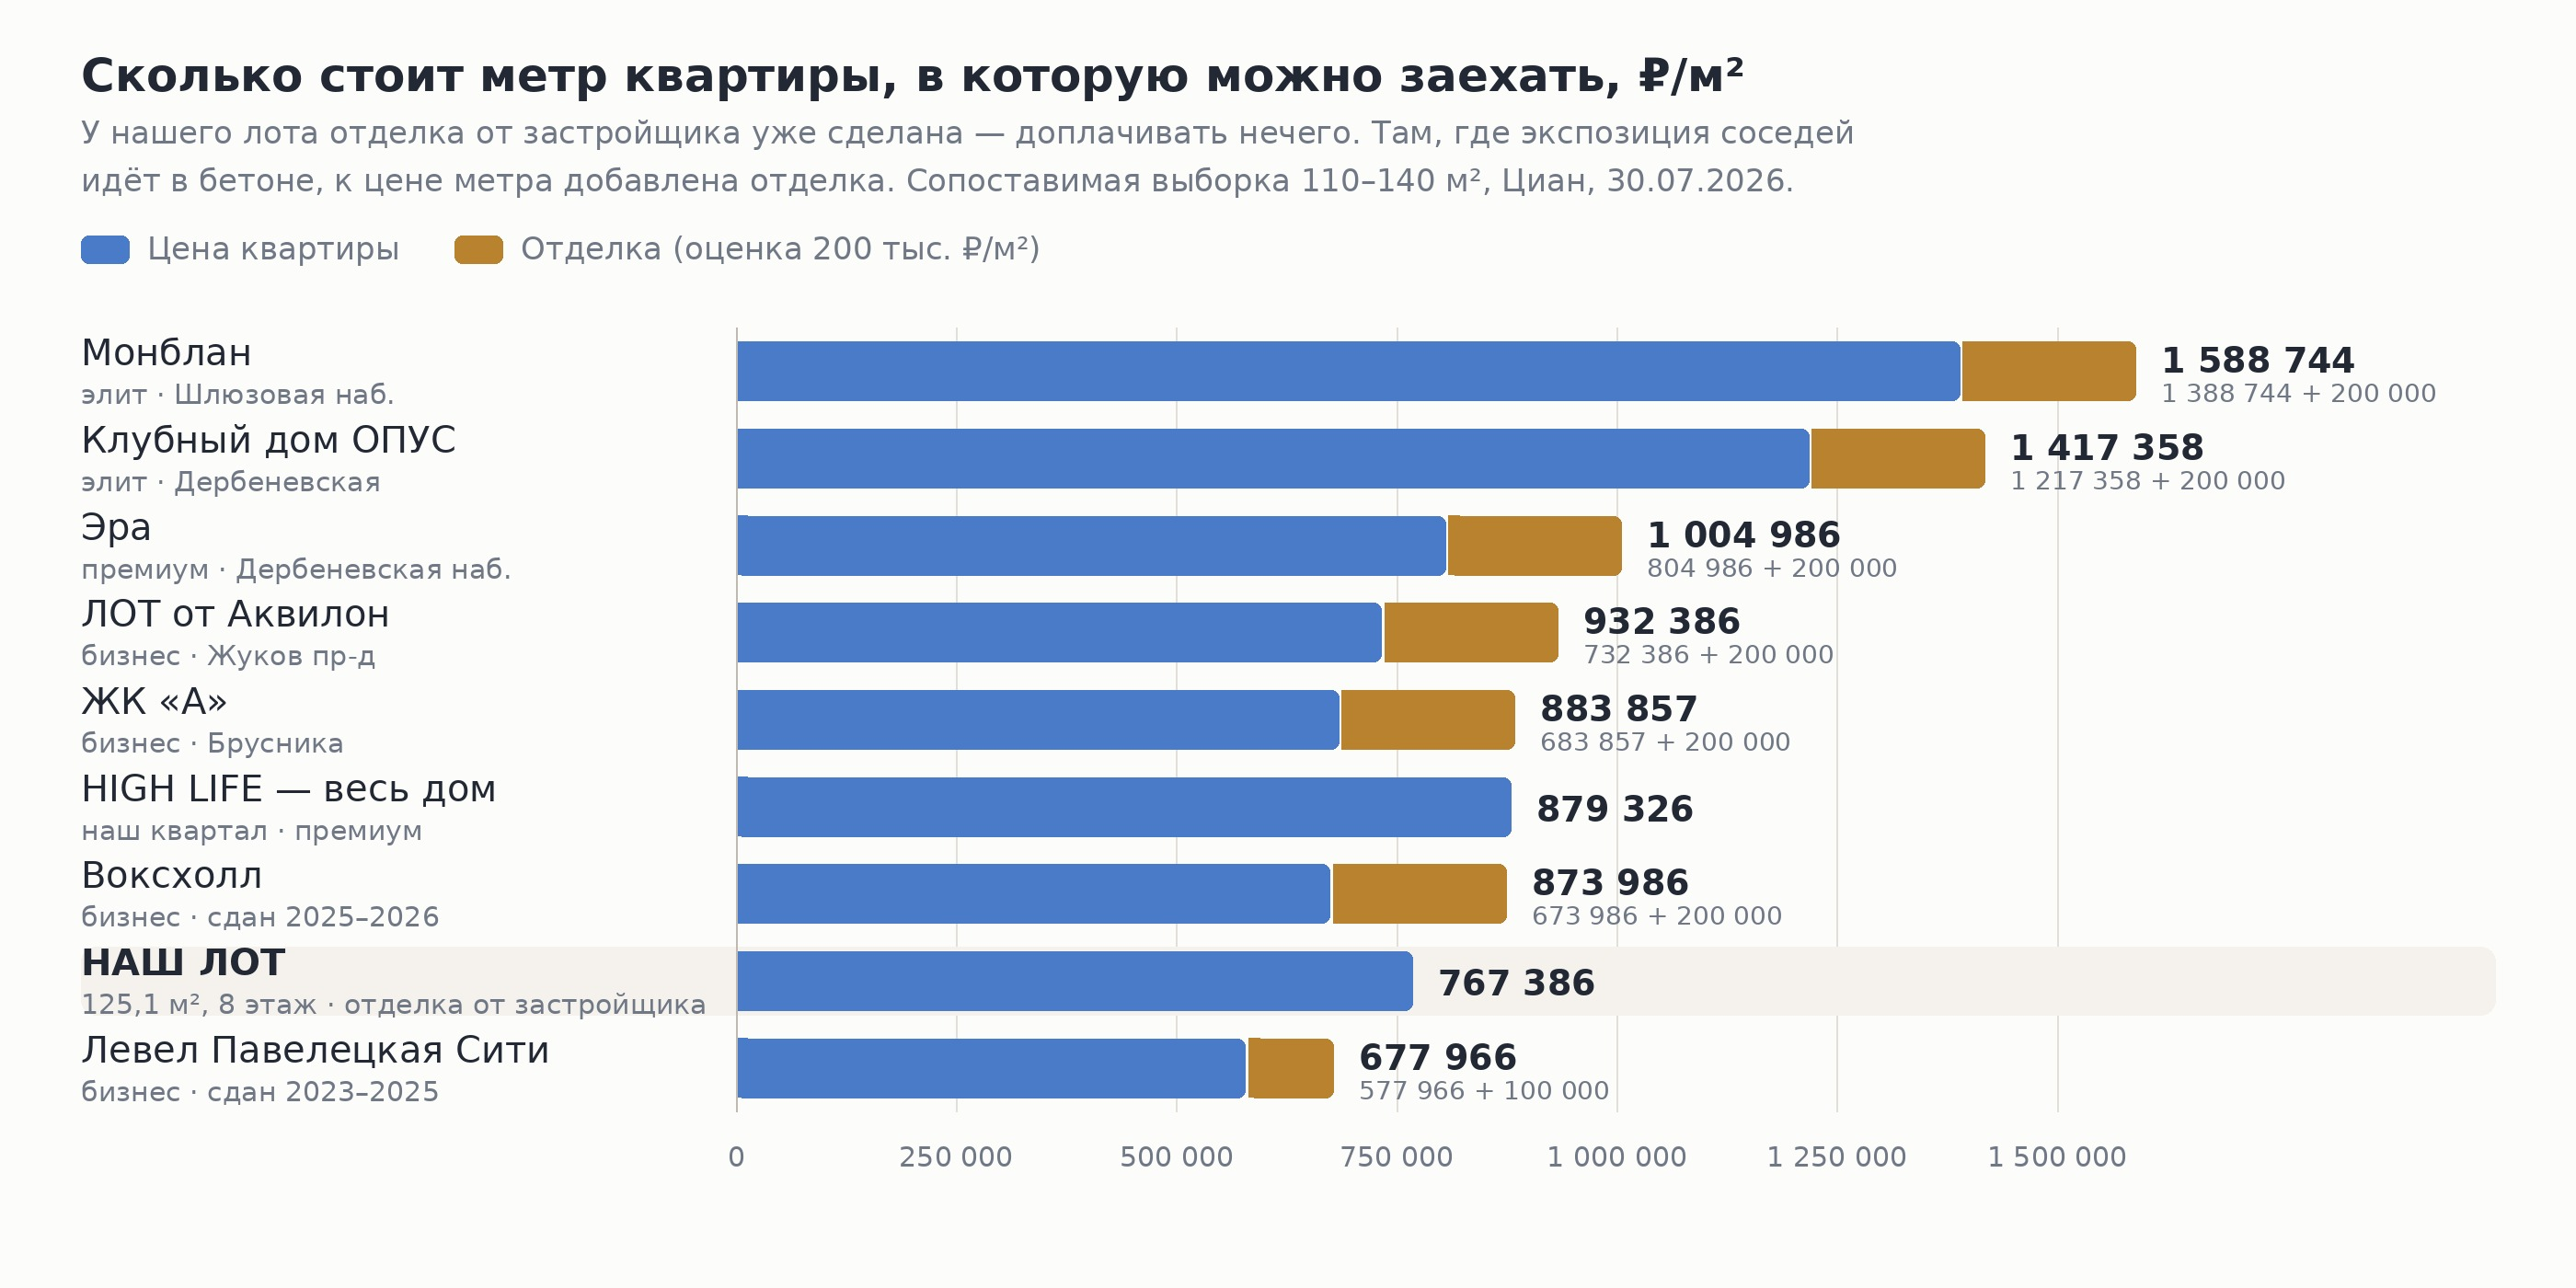 Сколько стоит метр квартиры, в которую можно заехать, ₽/м²
У нашего лота отделка от застройщика уже сделана — доплачивать нечего. Там, где экспозиция соседей
идёт в бетоне, к цене метра добавлена отделка. Сопоставимая выборка 110–140 м², Циан, 30.07.2026.
Цена квартиры
Отделка (оценка 200 тыс. ₽/м²)
Монблан
элит · Шлюзовая наб.
1 588 744
1 388 744 + 200 000
Клубный дом ОПУС
элит · Дербеневская
1 417 358
1 217 358 + 200 000
Эра
премиум · Дербеневская наб.
1 004 986
804 986 + 200 000
ЛОТ от Аквилон
бизнес · Жуков пр-д
932 386
732 386 + 200 000
ЖК «А»
бизнес · Брусника
883 857
683 857 + 200 000
HIGH LIFE — весь дом
наш квартал · премиум
879 326
Воксхолл
бизнес · сдан 2025–2026
873 986
673 986 + 200 000
НАШ ЛОТ
125,1 м², 8 этаж · отделка от застройщика
767 386
Левел Павелецкая Сити
бизнес · сдан 2023–2025
677 966
577 966 + 100 000
0 250 000 500 000 750 000 1 000 000 1 250 000 1 500 000